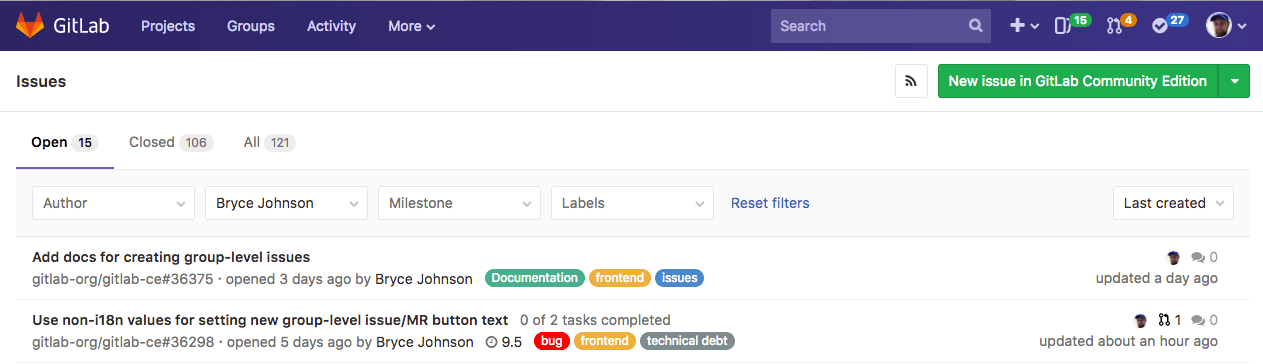 GitLab Projects Groups Activity More Search 15 4 27
Issues New issue in GitLab Community Edition
Open 15 Closed 106 All 121
Author Bryce Johnson Milestone Labels Reset filters Last created
Add docs for creating group-level issues 0
gitlab-org/gitlab-ce#36375 · opened 3 days ago by Bryce Johnson Documentation frontend issues updated a day ago
Use non-i18n values for setting new group-level issue/MR button text 0 of 2 tasks completed 1 0
gitlab-org/gitlab-ce#36298 · opened 5 days ago by Bryce Johnson 9.5 bug frontend technical debt updated about an hour ago